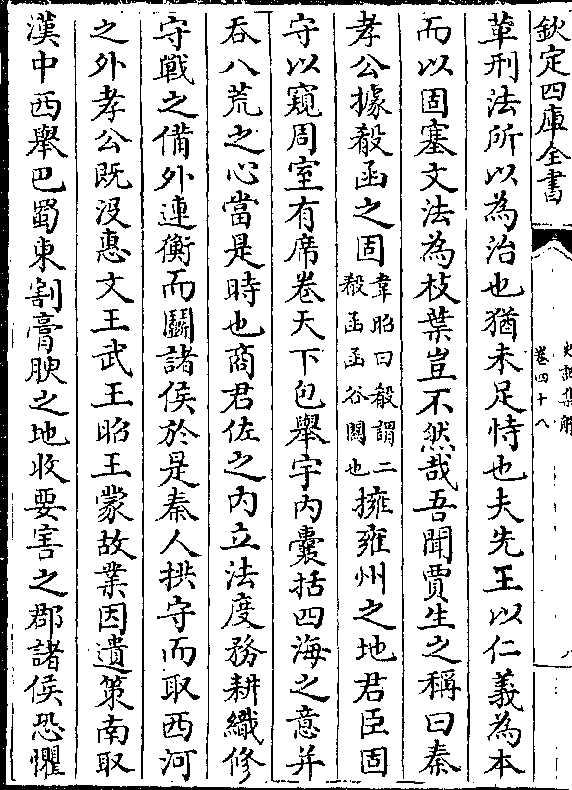 欽定四庫全書
史記集解
卷四十八
革刑法所以為治也猶未足恃也夫先王以仁義為本
而以固塞文法為枝葉豈不然哉吾聞賈生之稱曰秦
孝公據殽函之固韋昭曰殽謂二殽函函谷關也擁雍州之地君臣固
守以窺周室有席卷天下包舉宇內囊括四海之意并
吞八荒之心當是時也商君佐之內立法度務耕織修
守戰之備外連衡而鬭諸侯於是秦人拱守而取西河
之外孝公既沒惠文王武王昭王蒙故業因遺策南取
漢中西舉巴蜀東割膏腴之地收要害之郡諸侯恐懼